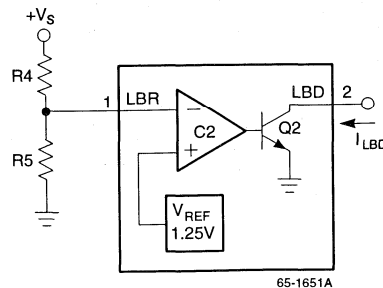 +VS
R4
1 LBR
LBD 2
−
C2
Q2
+
ILBD
R5
VREF
1.25V
65-1651A